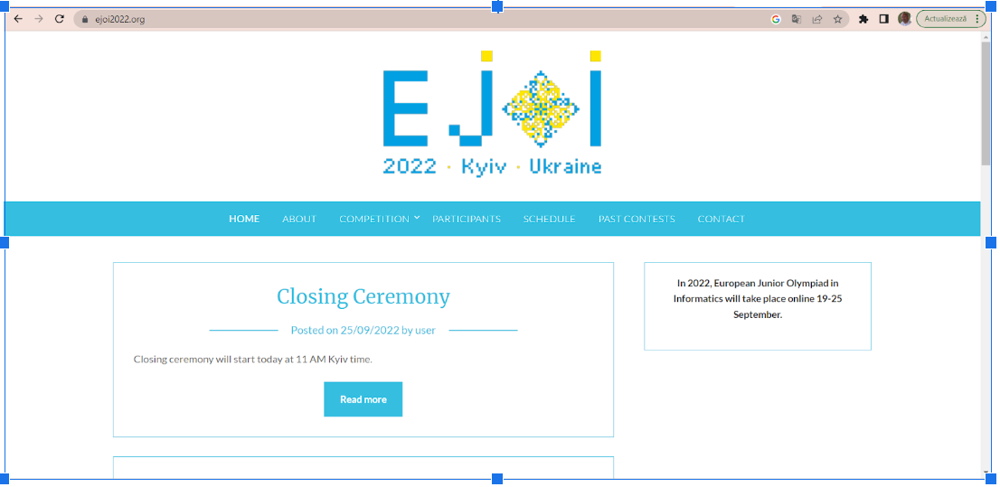 ejoi2022.org
Actualizează
EJOI
2022 · Kyiv · Ukraine
HOME ABOUT COMPETITION PARTICIPANTS SCHEDULE PAST CONTESTS CONTACT
Closing Ceremony
Posted on 25/09/2022 by user
Closing ceremony will start today at 11 AM Kyiv time.
Read more
In 2022, European Junior Olympiad in
Informatics will take place online 19-25
September.